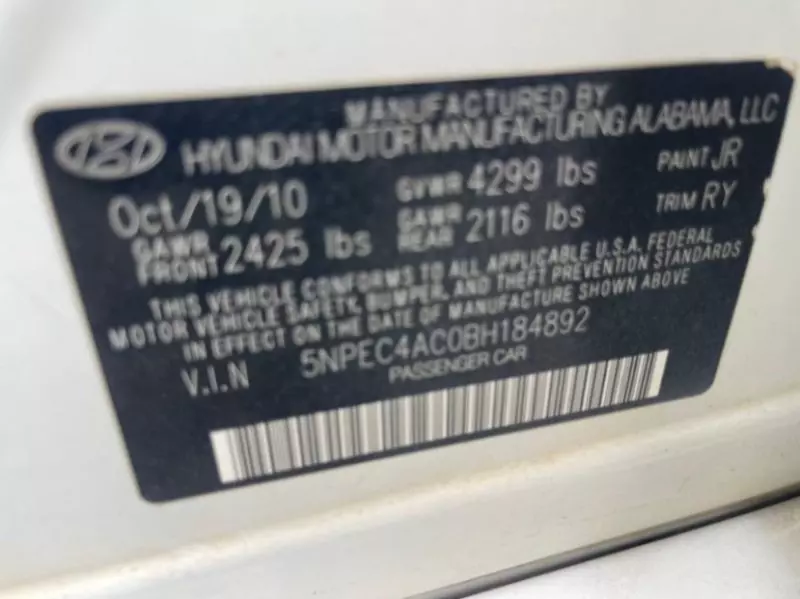 MANUFACTURED BY
HYUNDAI MOTOR MANUFACTURING ALABAMA, LLC
Oct/19/10 GVWR 4299 lbs PAINT JR
GAWR FRONT 2425 lbs GAWR REAR 2116 lbs TRIM RY
THIS VEHICLE CONFORMS TO ALL APPLICABLE U.S.A. FEDERAL
MOTOR VEHICLE SAFETY, BUMPER, AND THEFT PREVENTION STANDARDS
IN EFFECT ON THE DATE OF MANUFACTURE SHOWN ABOVE
V.I.N 5NPEC4AC0BH184892
PASSENGER CAR